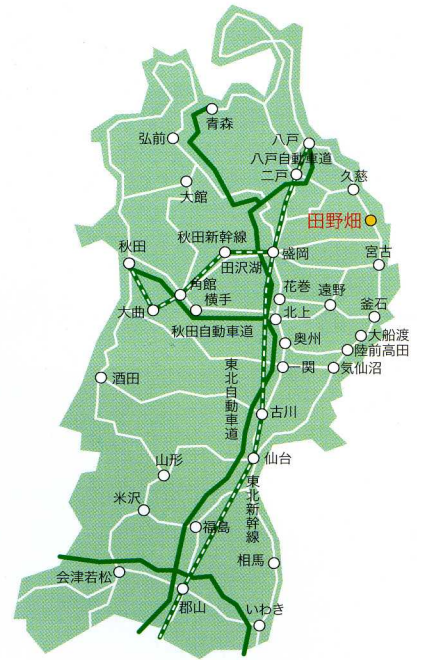 青森
弘前
八戸
八戸自動車道
二戸
久慈
大館
田野畑
秋田新幹線
秋田
盛岡
宮古
田沢湖
角館
花巻
遠野
横手
釜石
大曲
北上
秋田自動車道
大船渡
奥州
陸前高田
一関
気仙沼
東北自動車道
酒田
古川
山形
仙台
東北新幹線
米沢
福島
相馬
会津若松
郡山
いわき